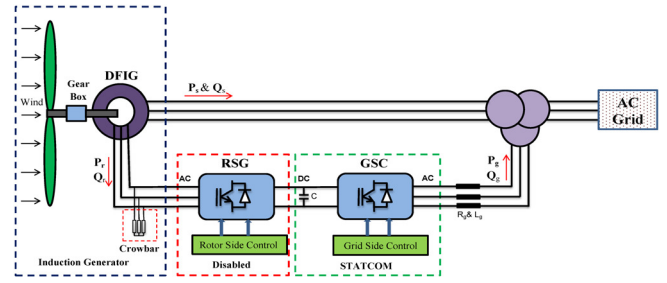 Wind
Gear
Box
DFIG
Ps & Qs
AC
Grid
Pr
Qr
Crowbar
Induction Generator
RSG
AC
DC
C
Rotor Side Control
Disabled
GSC
AC
Grid Side Control
STATCOM
Pg
Qg
Rg& Lg